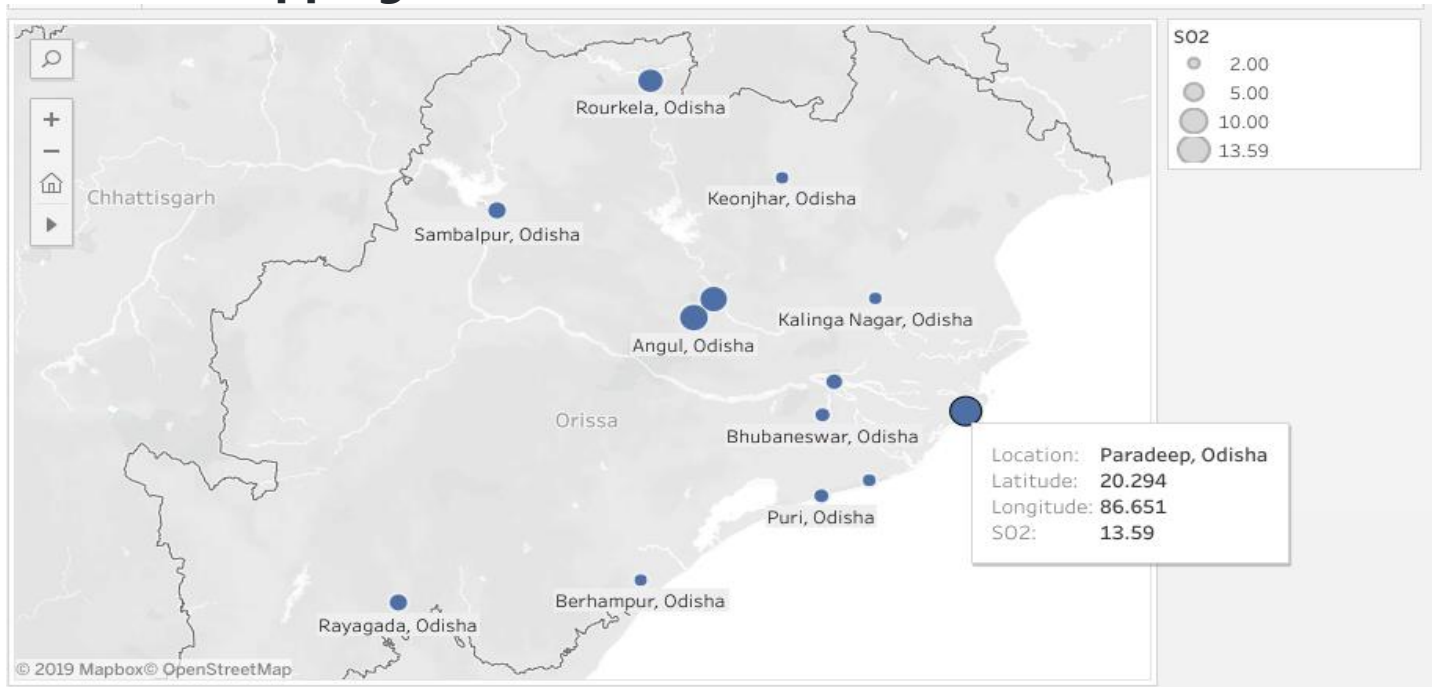 SO2
2.00
5.00
10.00
13.59
Rourkela, Odisha
Keonjhar, Odisha
Chhattisgarh
Sambalpur, Odisha
Kalinga Nagar, Odisha
Angul, Odisha
Orissa
Bhubaneswar, Odisha
Location: Paradeep, Odisha
Latitude: 20.294
Longitude: 86.651
SO2: 13.59
Puri, Odisha
Berhampur, Odisha
Rayagada, Odisha
© 2019 Mapbox© OpenStreetMap